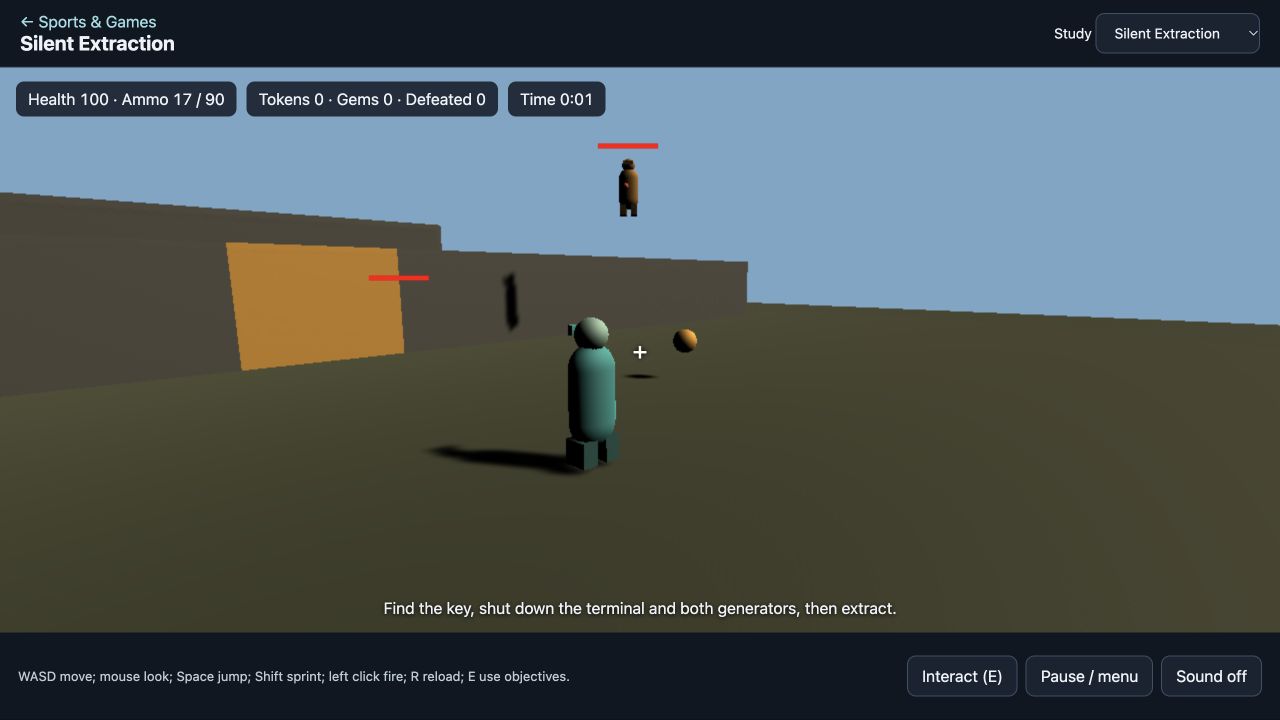 ← Sports & Games
Silent Extraction
Study
Silent Extraction
Health 100 · Ammo 17 / 90
Tokens 0 · Gems 0 · Defeated 0
Time 0:01
Find the key, shut down the terminal and both generators, then extract.
WASD move; mouse look; Space jump; Shift sprint; left click fire; R reload; E use objectives.
Interact (E)
Pause / menu
Sound off